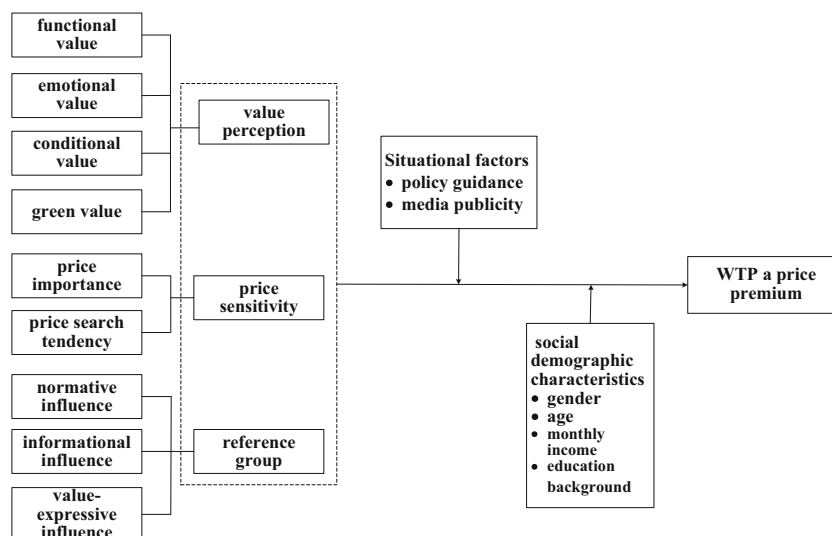 functional
value
emotional
value
conditional
value
green value
price
importance
price search
tendency
normative
influence
informational
influence
value-
expressive
influence
value
perception
price
sensitivity
reference
group
Situational factors
• policy guidance
• media publicity
social
demographic
characteristics
• gender
• age
• monthly
income
• education
background
WTP a price
premium